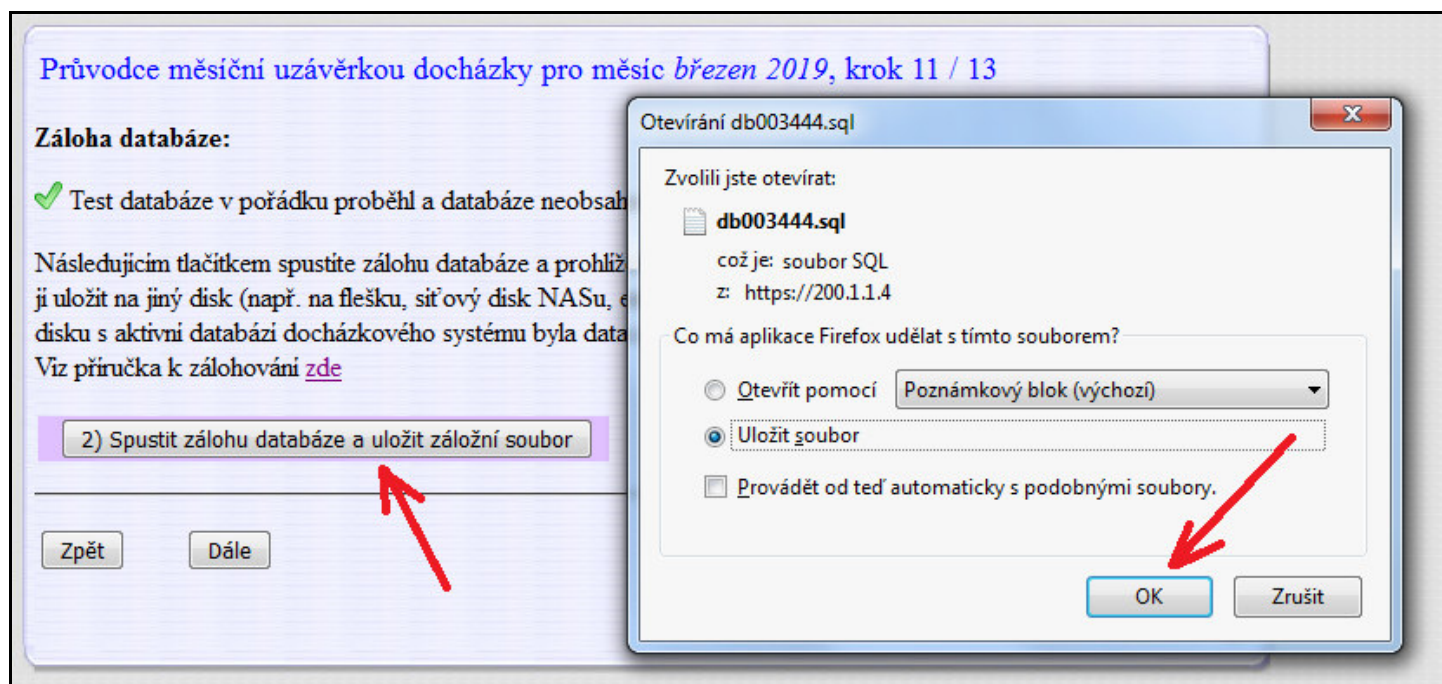 Průvodce měsíční uzávěrkou docházky pro měsíc březen 2019, krok 11 / 13
Záloha databáze:
Test databáze v pořádku proběhl a databáze neobsah
Následujícím tlačítkem spustíte zálohu databáze a prohlíž
jí uložit na jiný disk (např. na flešku, síťový disk NASu, e
disku s aktivní databází docházkového systému byla data
Viz příručka k zálohování zde
2) Spustit zálohu databáze a uložit záložní soubor
Zpět
Dále
Otevírání db003444.sql
Zvolili jste otevírat:
db003444.sql
což je: soubor SQL
z: https://200.1.1.4
Co má aplikace Firefox udělat s tímto souborem?
Otevřít pomocí Poznámkový blok (výchozí)
Uložit soubor
Provádět od teď automaticky s podobnými soubory.
OK
Zrušit